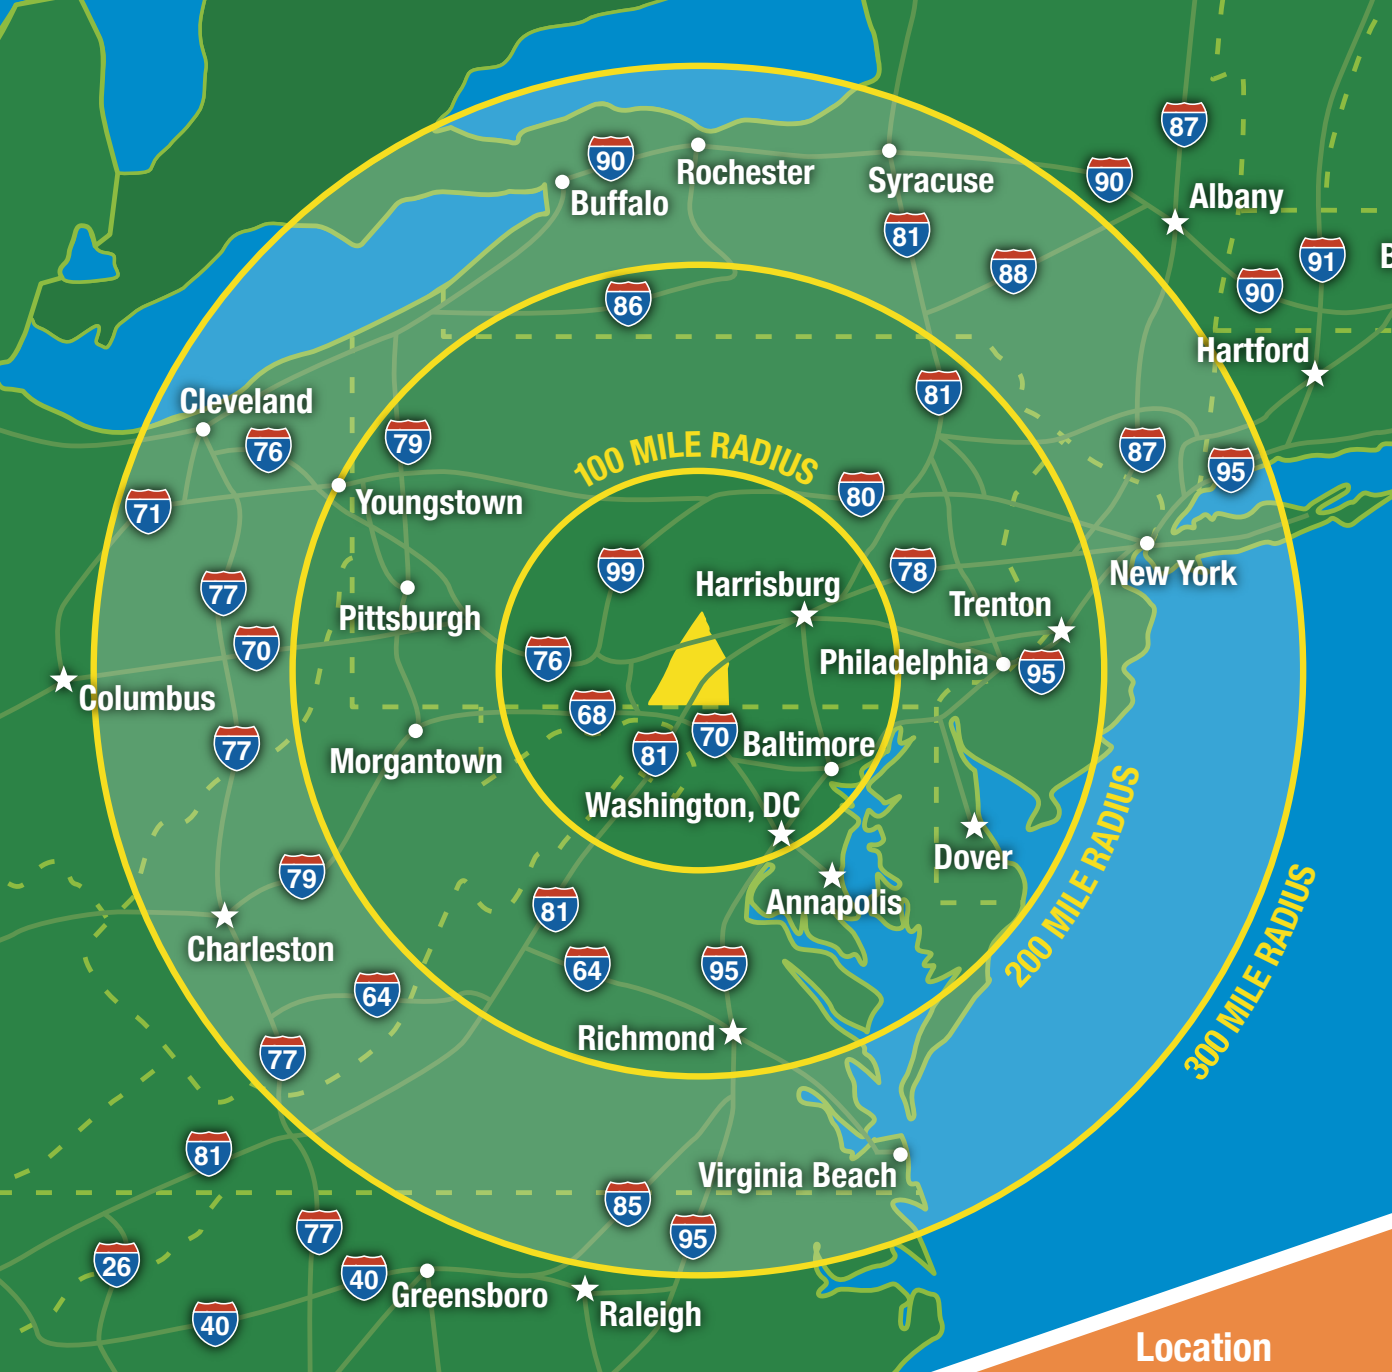 87
90
Rochester
Syracuse
90
Buffalo
Albany
81
91
B
88
90
86
Hartford
81
Cleveland
76
79
87
95
100 MILE RADIUS
80
71
Youngstown
New York
99
78
Harrisburg
77
Trenton
Pittsburgh
70
76
Philadelphia
95
Columbus
68
70
81
Baltimore
77
Morgantown
Washington, DC
200 MILE RADIUS
Dover
79
Annapolis
81
300 MILE RADIUS
Charleston
64
95
64
Richmond
77
81
Virginia Beach
85
95
77
26
40
Greensboro
Raleigh
40
Location